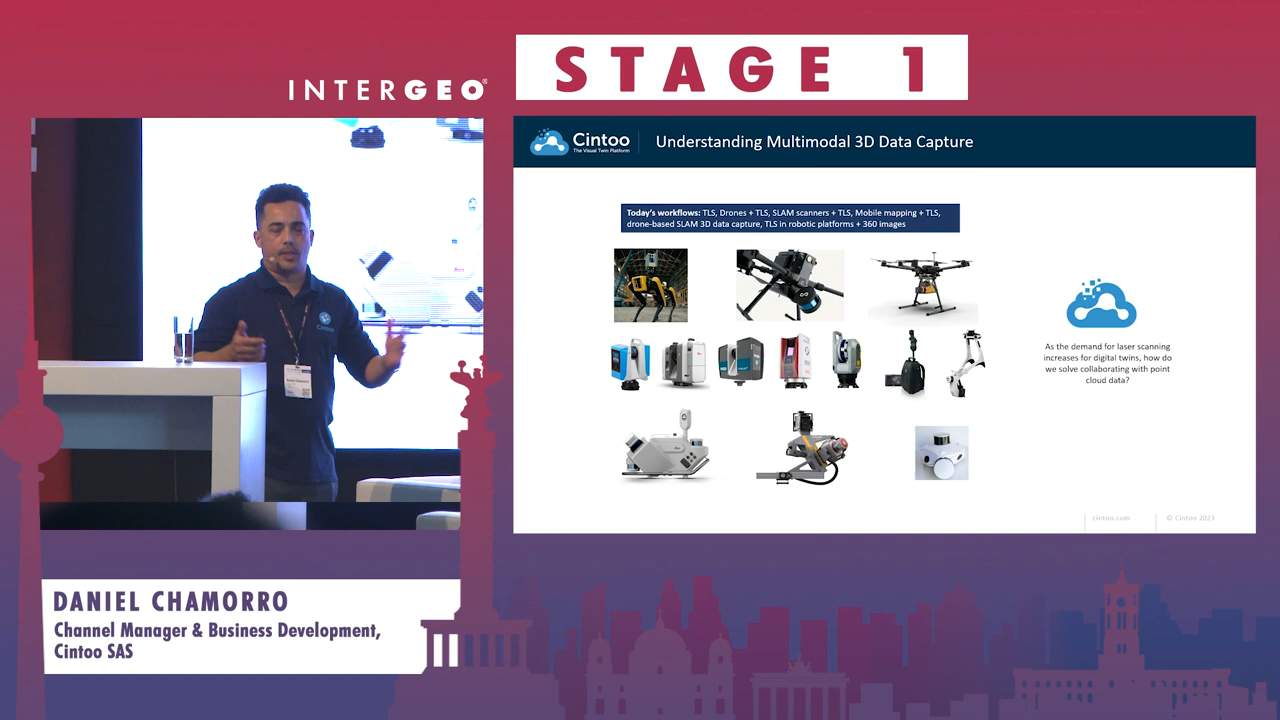 INTERGEO®
STAGE 1
Cintoo
The Visual Twin Platform
Understanding Multimodal 3D Data Capture
Today's workflows: TLS, Drones + TLS, SLAM scanners + TLS, Mobile mapping + TLS,
drone-based SLAM 3D data capture, TLS in robotic platforms + 360 images
As the demand for laser scanning
increases for digital twins, how do
we solve collaborating with point
cloud data?
cintoo.com
© Cintoo 2023
Cintoo
DANIEL CHAMORRO
Channel Manager & Business Development,
Cintoo SAS